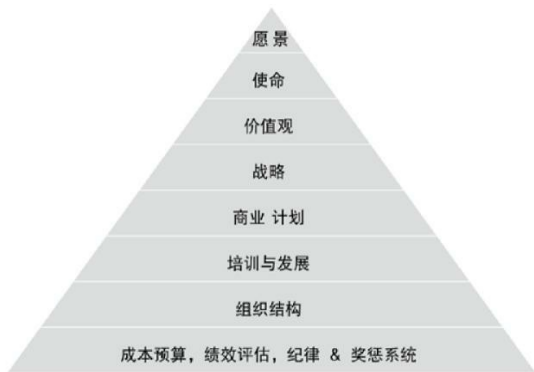 愿景
使命
价值观
战略
商业 计划
培训与发展
组织结构
成本预算，绩效评估，纪律 & 奖惩系统